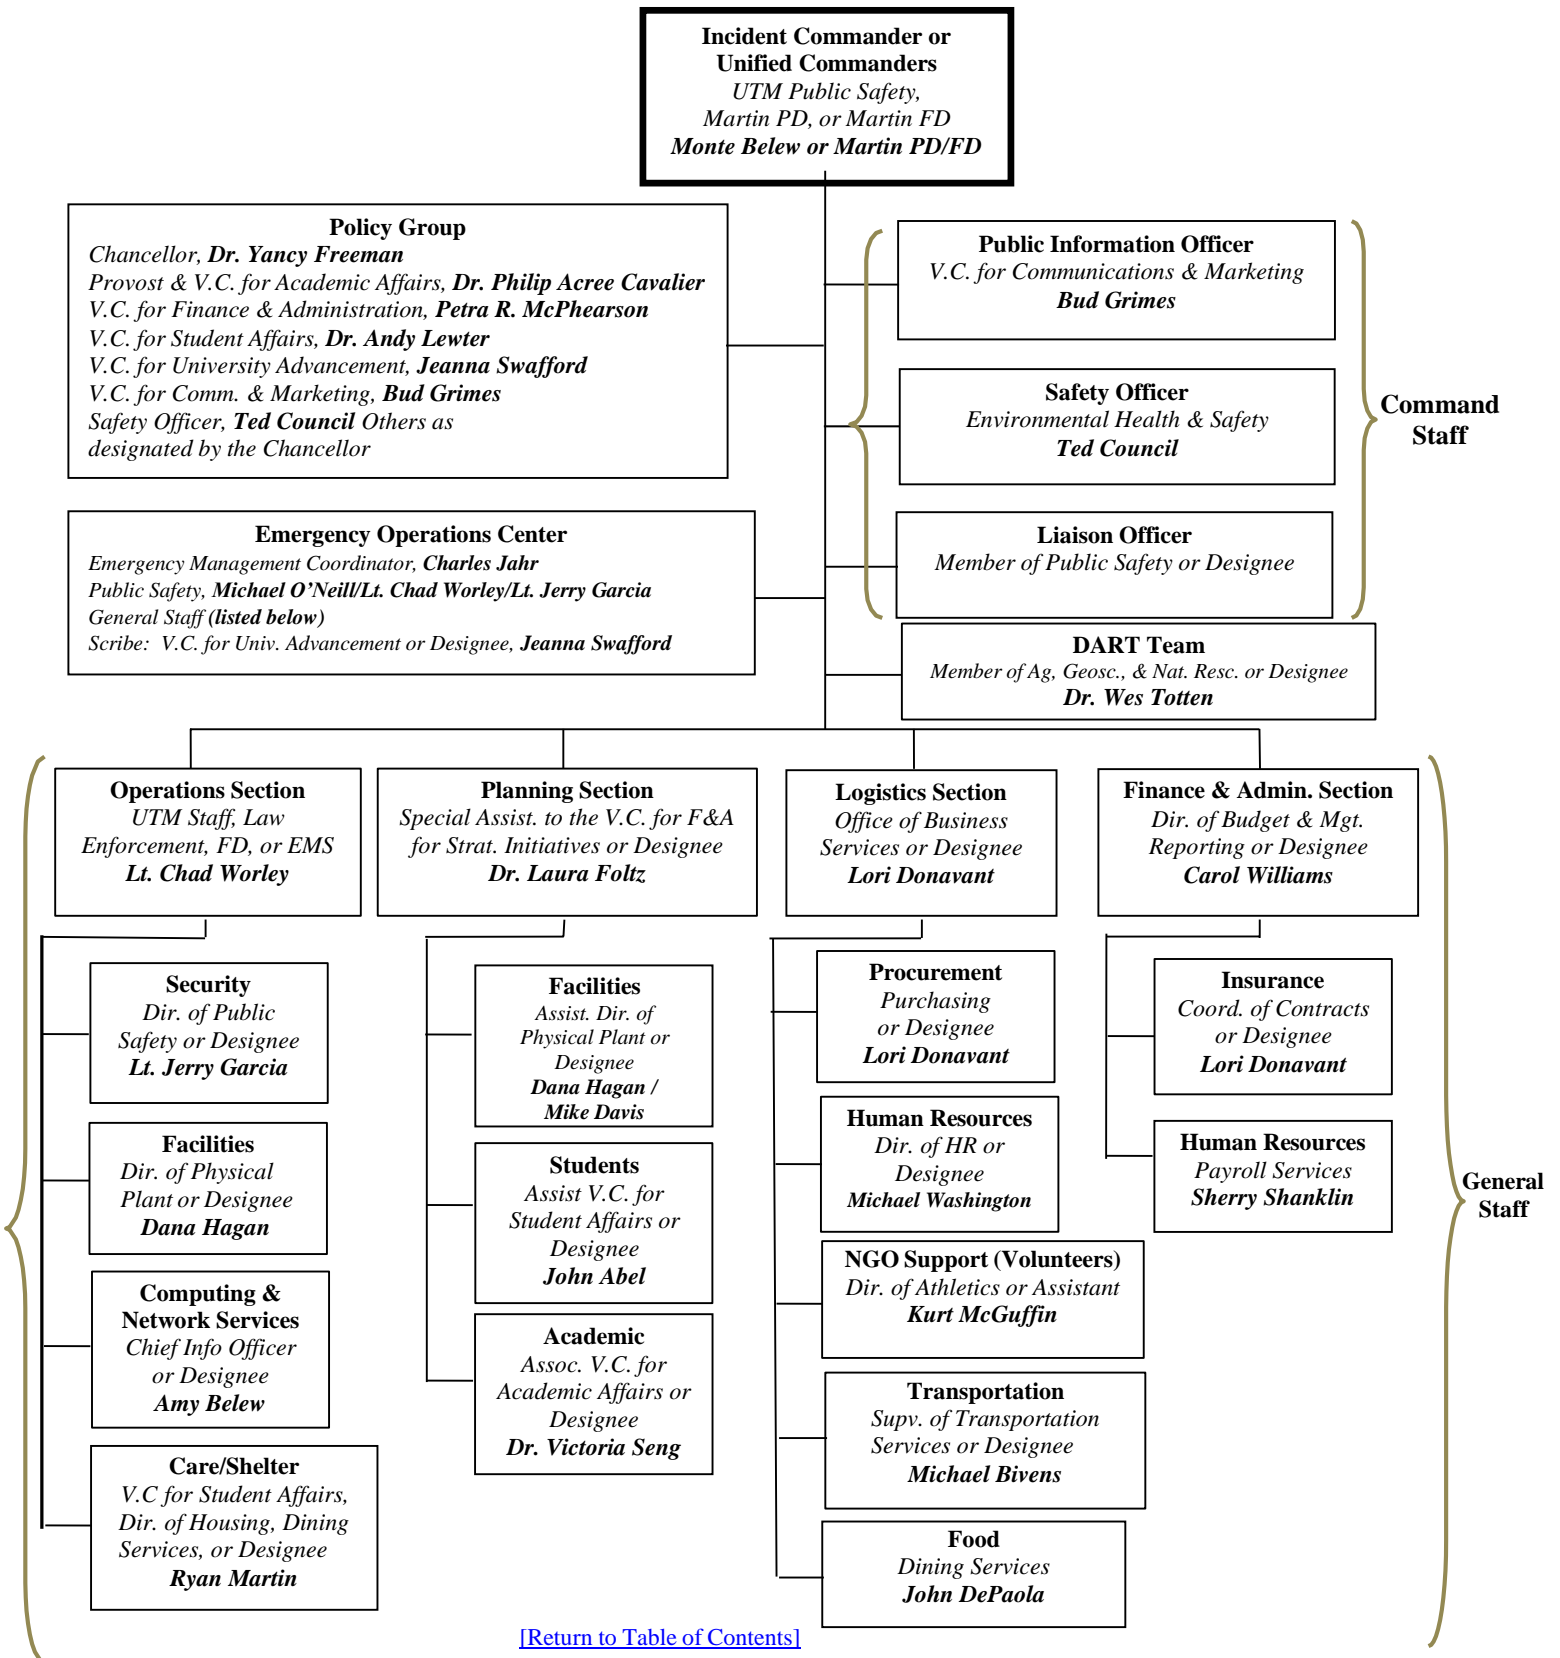 Incident Commander or
Unified Commanders
UTM Public Safety,
Martin PD, or Martin FD
Monte Belew or Martin PD/FD
Policy Group
Chancellor, Dr. Yancy Freeman
Provost & V.C. for Academic Affairs, Dr. Philip Acree Cavalier
V.C. for Finance & Administration, Petra R. McPhearson
V.C. for Student Affairs, Dr. Andy Lewter
V.C. for University Advancement, Jeanna Swafford
V.C. for Comm. & Marketing, Bud Grimes
Safety Officer, Ted Council Others as
designated by the Chancellor
Public Information Officer
V.C. for Communications & Marketing
Bud Grimes
Safety Officer
Environmental Health & Safety
Ted Council
Liaison Officer
Member of Public Safety or Designee
Command
Staff
Emergency Operations Center
Emergency Management Coordinator, Charles Jahr
Public Safety, Michael O’Neill/Lt. Chad Worley/Lt. Jerry Garcia
General Staff (listed below)
Scribe: V.C. for Univ. Advancement or Designee, Jeanna Swafford
DART Team
Member of Ag, Geosc., & Nat. Resc. or Designee
Dr. Wes Totten
Operations Section
UTM Staff, Law
Enforcement, FD, or EMS
Lt. Chad Worley
Planning Section
Special Assist. to the V.C. for F&A
for Strat. Initiatives or Designee
Dr. Laura Foltz
Logistics Section
Office of Business
Services or Designee
Lori Donavant
Finance & Admin. Section
Dir. of Budget & Mgt.
Reporting or Designee
Carol Williams
Security
Dir. of Public
Safety or Designee
Lt. Jerry Garcia
Facilities
Dir. of Physical
Plant or Designee
Dana Hagan
Computing &
Network Services
Chief Info Officer
or Designee
Amy Belew
Care/Shelter
V.C for Student Affairs,
Dir. of Housing, Dining
Services, or Designee
Ryan Martin
Facilities
Assist. Dir. of
Physical Plant or
Designee
Dana Hagan /
Mike Davis
Students
Assist V.C. for
Student Affairs or
Designee
John Abel
Academic
Assoc. V.C. for
Academic Affairs or
Designee
Dr. Victoria Seng
Procurement
Purchasing
or Designee
Lori Donavant
Human Resources
Dir. of HR or
Designee
Michael Washington
NGO Support (Volunteers)
Dir. of Athletics or Assistant
Kurt McGuffin
Transportation
Supv. of Transportation
Services or Designee
Michael Bivens
Food
Dining Services
John DePaola
Insurance
Coord. of Contracts
or Designee
Lori Donavant
Human Resources
Payroll Services
Sherry Shanklin
General
Staff
[Return to Table of Contents]